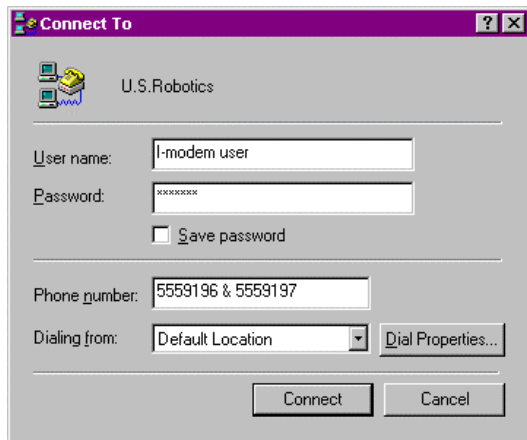 Connect To
U.S.Robotics
User name: I-modem user
Password: *******
Save password
Phone number: 5559196 & 5559197
Dialing from: Default Location Dial Properties...
Connect Cancel